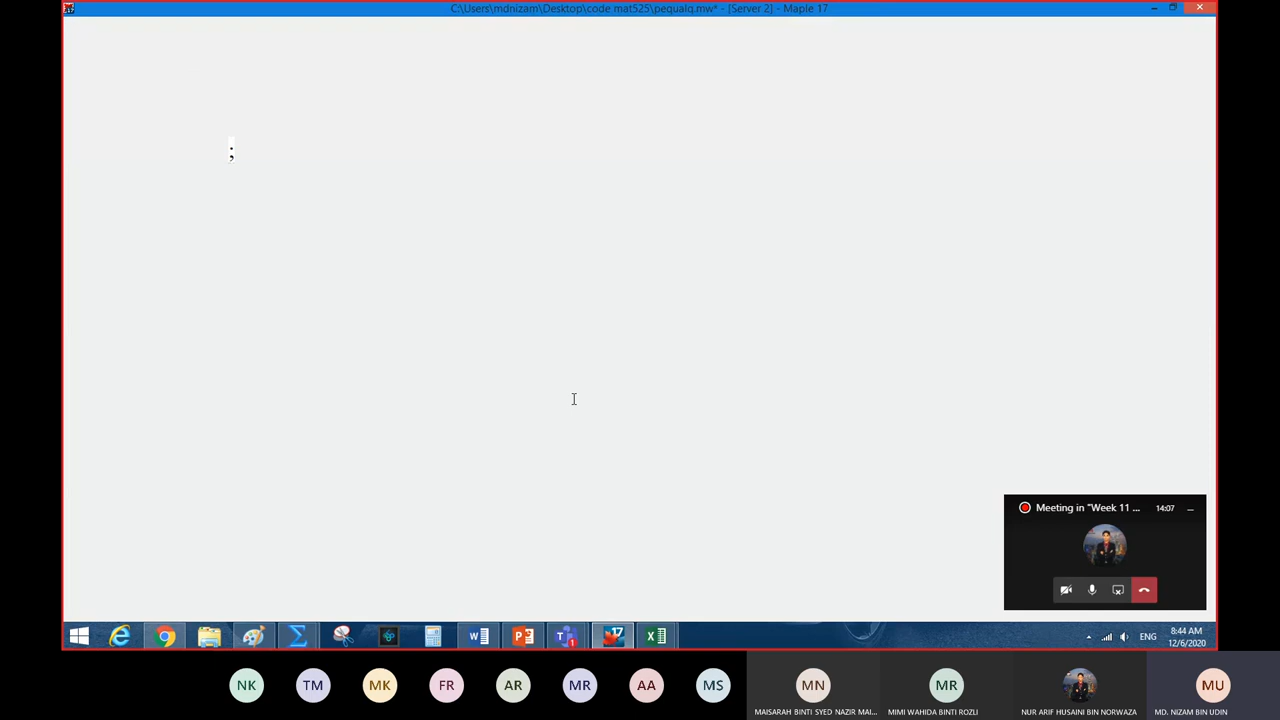 C:\Users\mdnizam\Desktop\code mat525\pequalq.mw* - [Server 2] - Maple 17
;
Meeting in "Week 11 ... 14:07
17
1
ENG
8:44 AM
12/6/2020
NK TM MK FR AR MR AA MS MN MR MU
MAISARAH BINTI SYED NAZIR MAI... MIMI WAHIDA BINTI ROZLI NUR ARIF HUSAINI BIN NORWAZA MD. NIZAM BIN UDIN